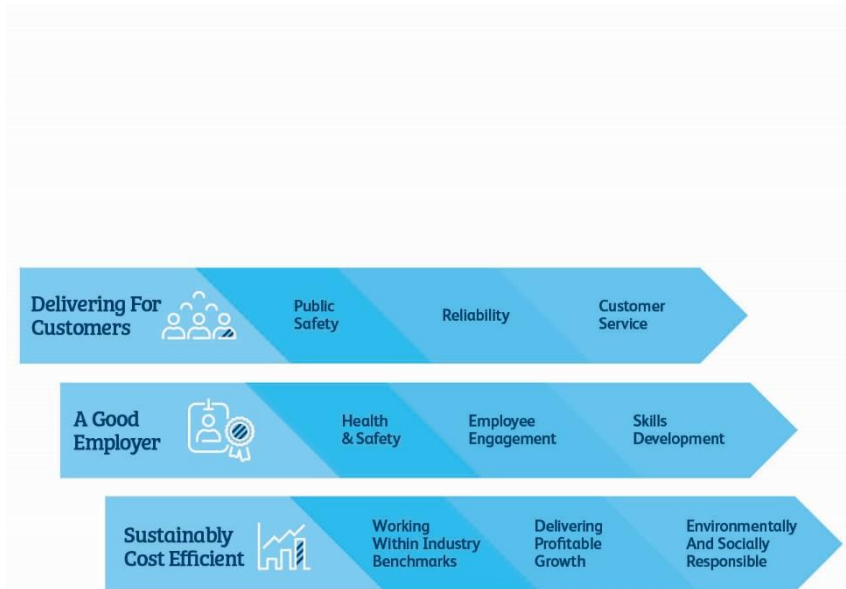 Delivering For
Customers
Public
Safety
Reliability
Customer
Service
A Good
Employer
Health
& Safety
Employee
Engagement
Skills
Development
Sustainably
Cost Efficient
Working
Within Industry
Benchmarks
Delivering
Profitable
Growth
Environmentally
And Socially
Responsible